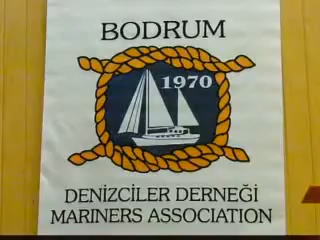 BODRUM
1970
DENİZCİLER DERNEĞİ
MARINERS ASSOCIATION